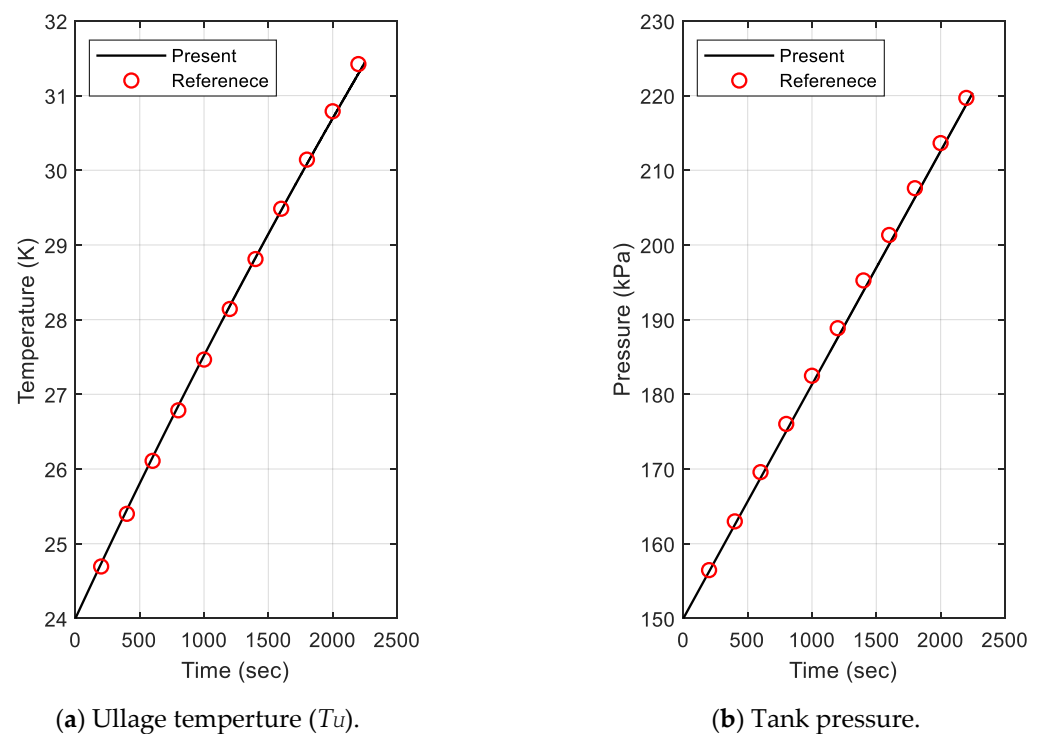 32
31
30
29
28
27
26
25
24
Temperature (K)
Present
Referenece
0 500 1000 1500 2000 2500
Time (sec)
(a) Ullage temperture (TU).
230
220
210
200
190
180
170
160
150
Pressure (kPa)
Present
Referenece
0 500 1000 1500 2000 2500
Time (sec)
(b) Tank pressure.